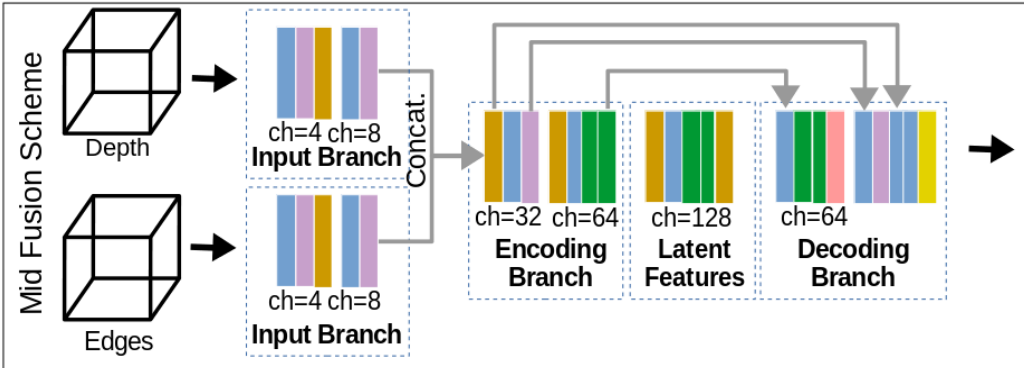 Mid Fusion Scheme
Depth
ch=4 ch=8
Input Branch
Edges
ch=4 ch=8
Input Branch
Concat.
ch=32 ch=64
Encoding
Branch
ch=128
Latent
Features
ch=64
Decoding
Branch